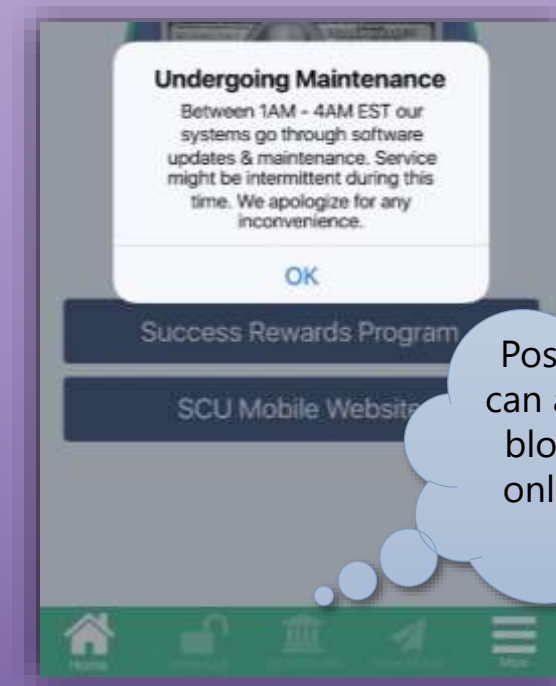 Undergoing Maintenance
Between 1AM - 4AM EST our
systems go through software
updates & maintenance. Service
might be intermittent during this
time. We apologize for any
inconvenience.
OK
Success Rewards Program
SCU Mobile Website
Pos
can a
blo
onl
Home
More